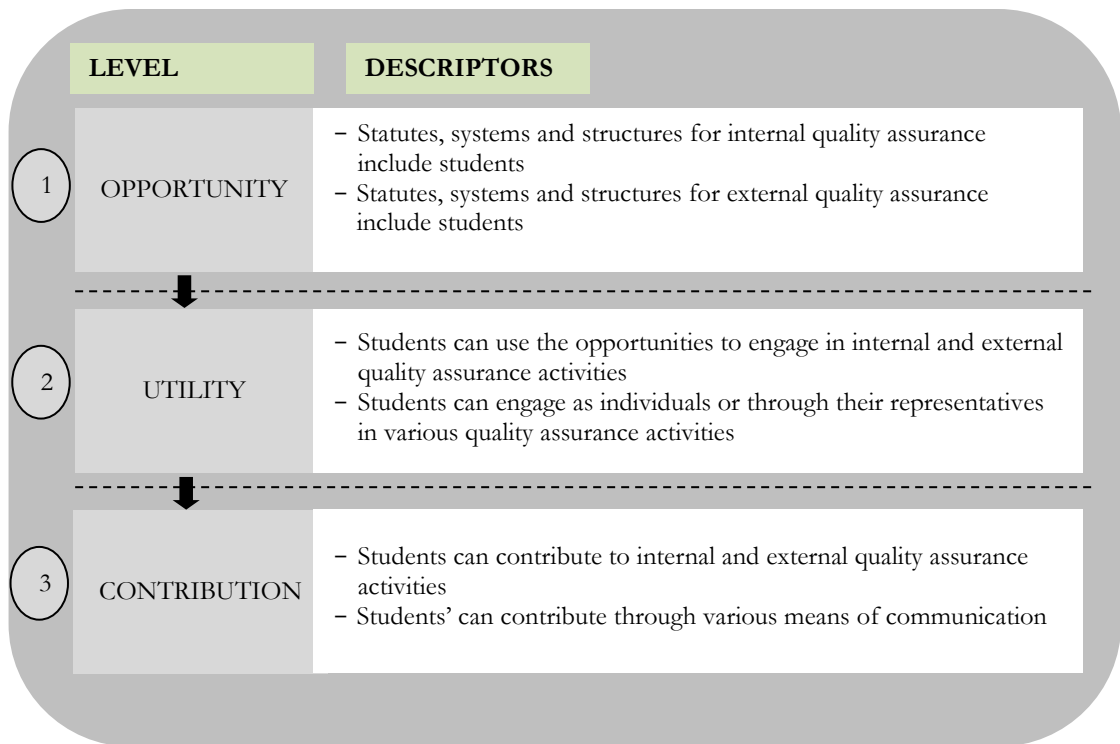 LEVEL
DESCRIPTORS
1
OPPORTUNITY
– Statutes, systems and structures for internal quality assurance
include students
– Statutes, systems and structures for external quality assurance
include students
2
UTILITY
– Students can use the opportunities to engage in internal and external
quality assurance activities
– Students can engage as individuals or through their representatives
in various quality assurance activities
3
CONTRIBUTION
– Students can contribute to internal and external quality assurance
activities
– Students’ can contribute through various means of communication